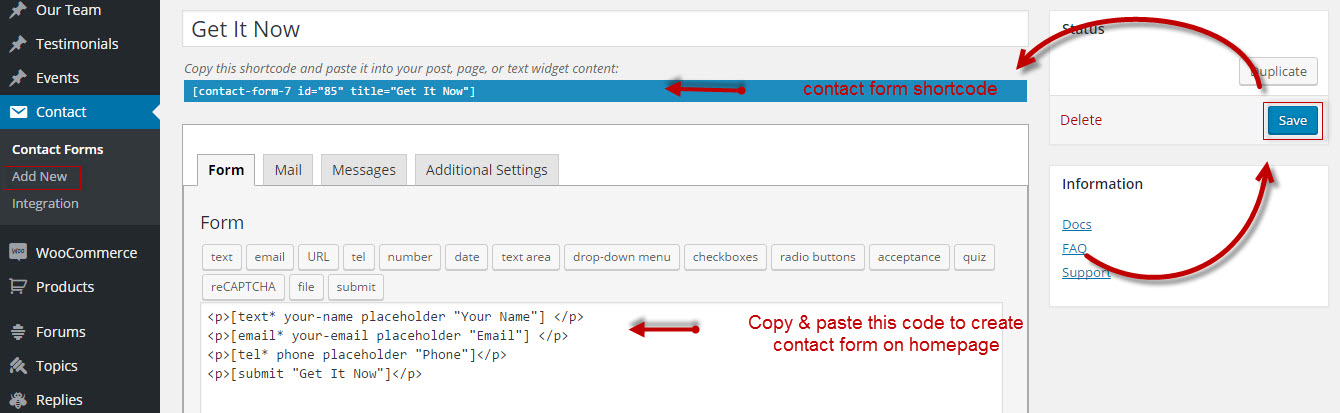 Our Team
Testimonials
Events
Contact
Contact Forms
Add New
Integration
WooCommerce
Products
Forums
Topics
Replies
Get It Now
Copy this shortcode and paste it into your post, page, or text widget content:
[contact-form-7 id="85" title="Get It Now"]
contact form shortcode
Form
Mail
Messages
Additional Settings
Form
text
email
URL
tel
number
date
text area
drop-down menu
checkboxes
radio buttons
acceptance
quiz
reCAPTCHA
file
submit
<p>[text* your-name placeholder "Your Name"] </p>
<p>[email* your-email placeholder "Email"] </p>
<p>[tel* phone placeholder "Phone"]</p>
<p>[submit "Get It Now"]</p>
Copy & paste this code to create
contact form on homepage
Status
Duplicate
Delete
Save
Information
Docs
FAQ
Support